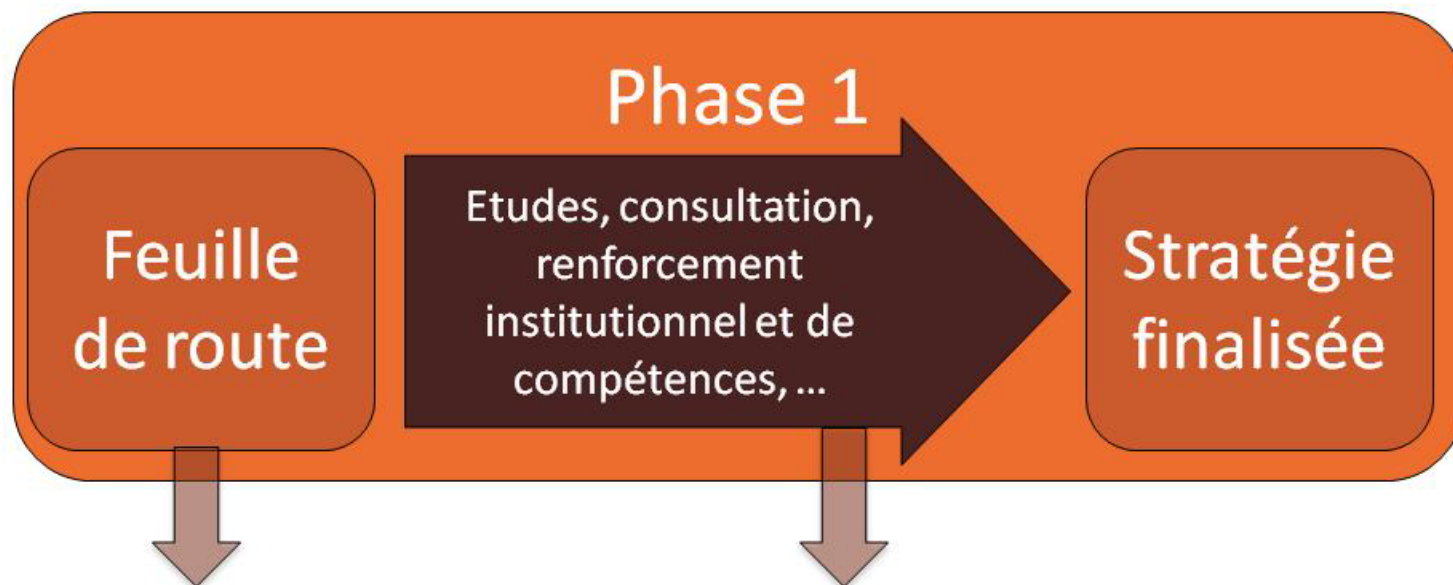 Phase 1
Feuille
de route
Etudes, consultation,
renforcement
institutionnel et de
compétences, ...
Stratégie
finalisée